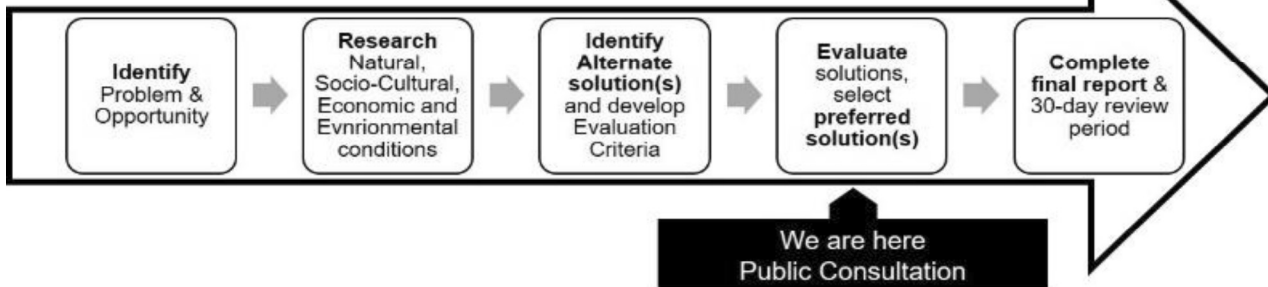 Identify
Problem &
Opportunity
Research
Natural,
Socio-Cultural,
Economic and
Evnrionmental
conditions
Identify
Alternate
solution(s)
and develop
Evaluation
Criteria
Evaluate
solutions,
select
preferred
solution(s)
Complete
final report &
30-day review
period
We are here
Public Consultation